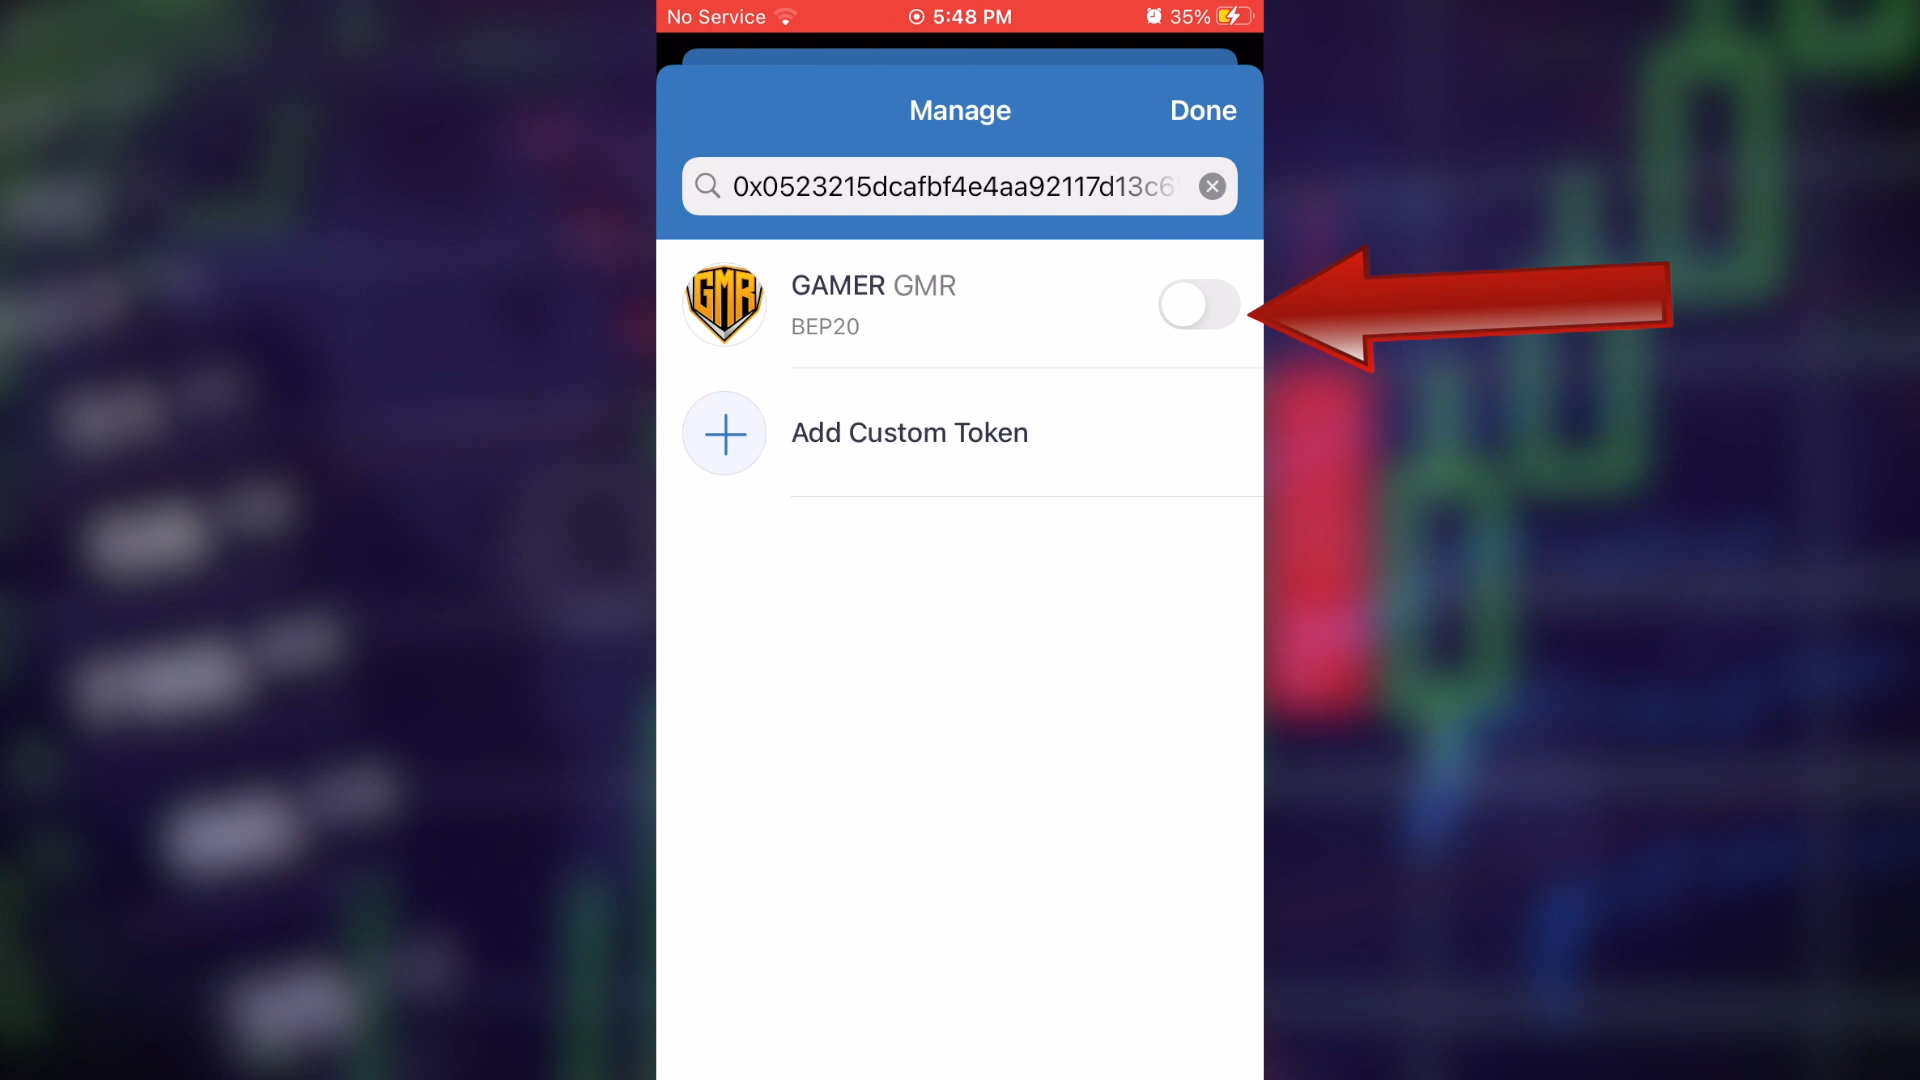 No Service 5:48 PM 35%
Manage Done
0x0523215dcafbf4e4aa92117d13c6
GMR
GAMER GMR
BEP20
Add Custom Token